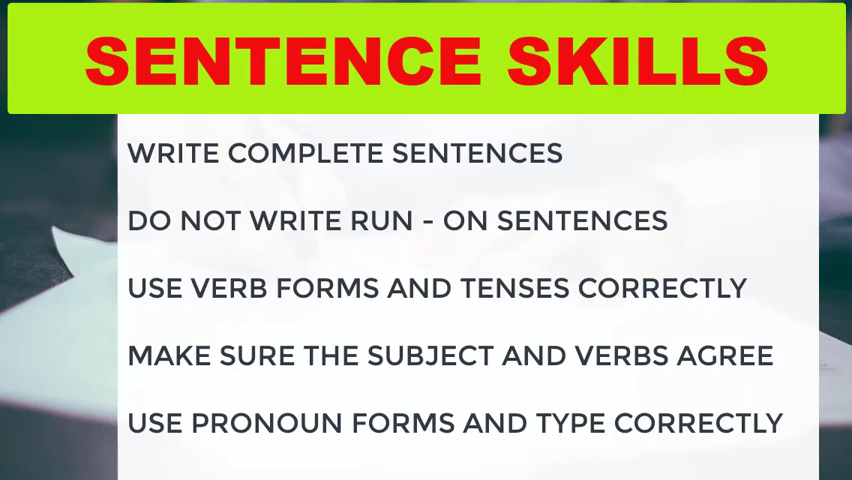 SENTENCE SKILLS
WRITE COMPLETE SENTENCES
DO NOT WRITE RUN - ON SENTENCES
USE VERB FORMS AND TENSES CORRECTLY
MAKE SURE THE SUBJECT AND VERBS AGREE
USE PRONOUN FORMS AND TYPE CORRECTLY